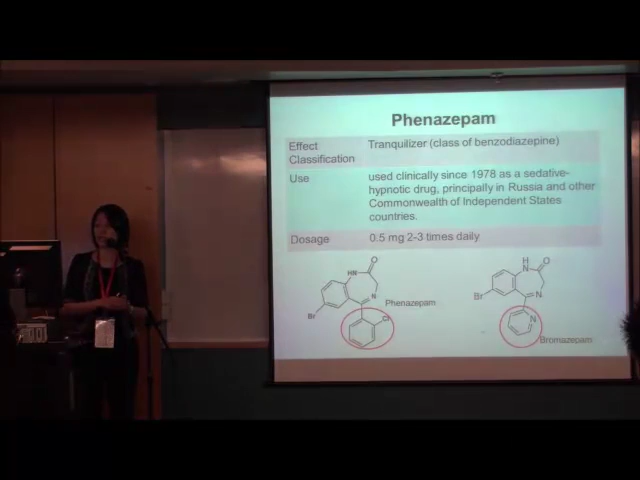 Phenazepam
Effect
Classification
Tranquilizer (class of benzodiazepine)
Use
used clinically since 1978 as a sedative-
hypnotic drug, principally in Russia and other
Commonwealth of Independent States
countries.
Dosage
0.5 mg 2-3 times daily
HN
O
N
Br
Cl
Phenazepam
H
N
O
N
Br
N
Bromazepam